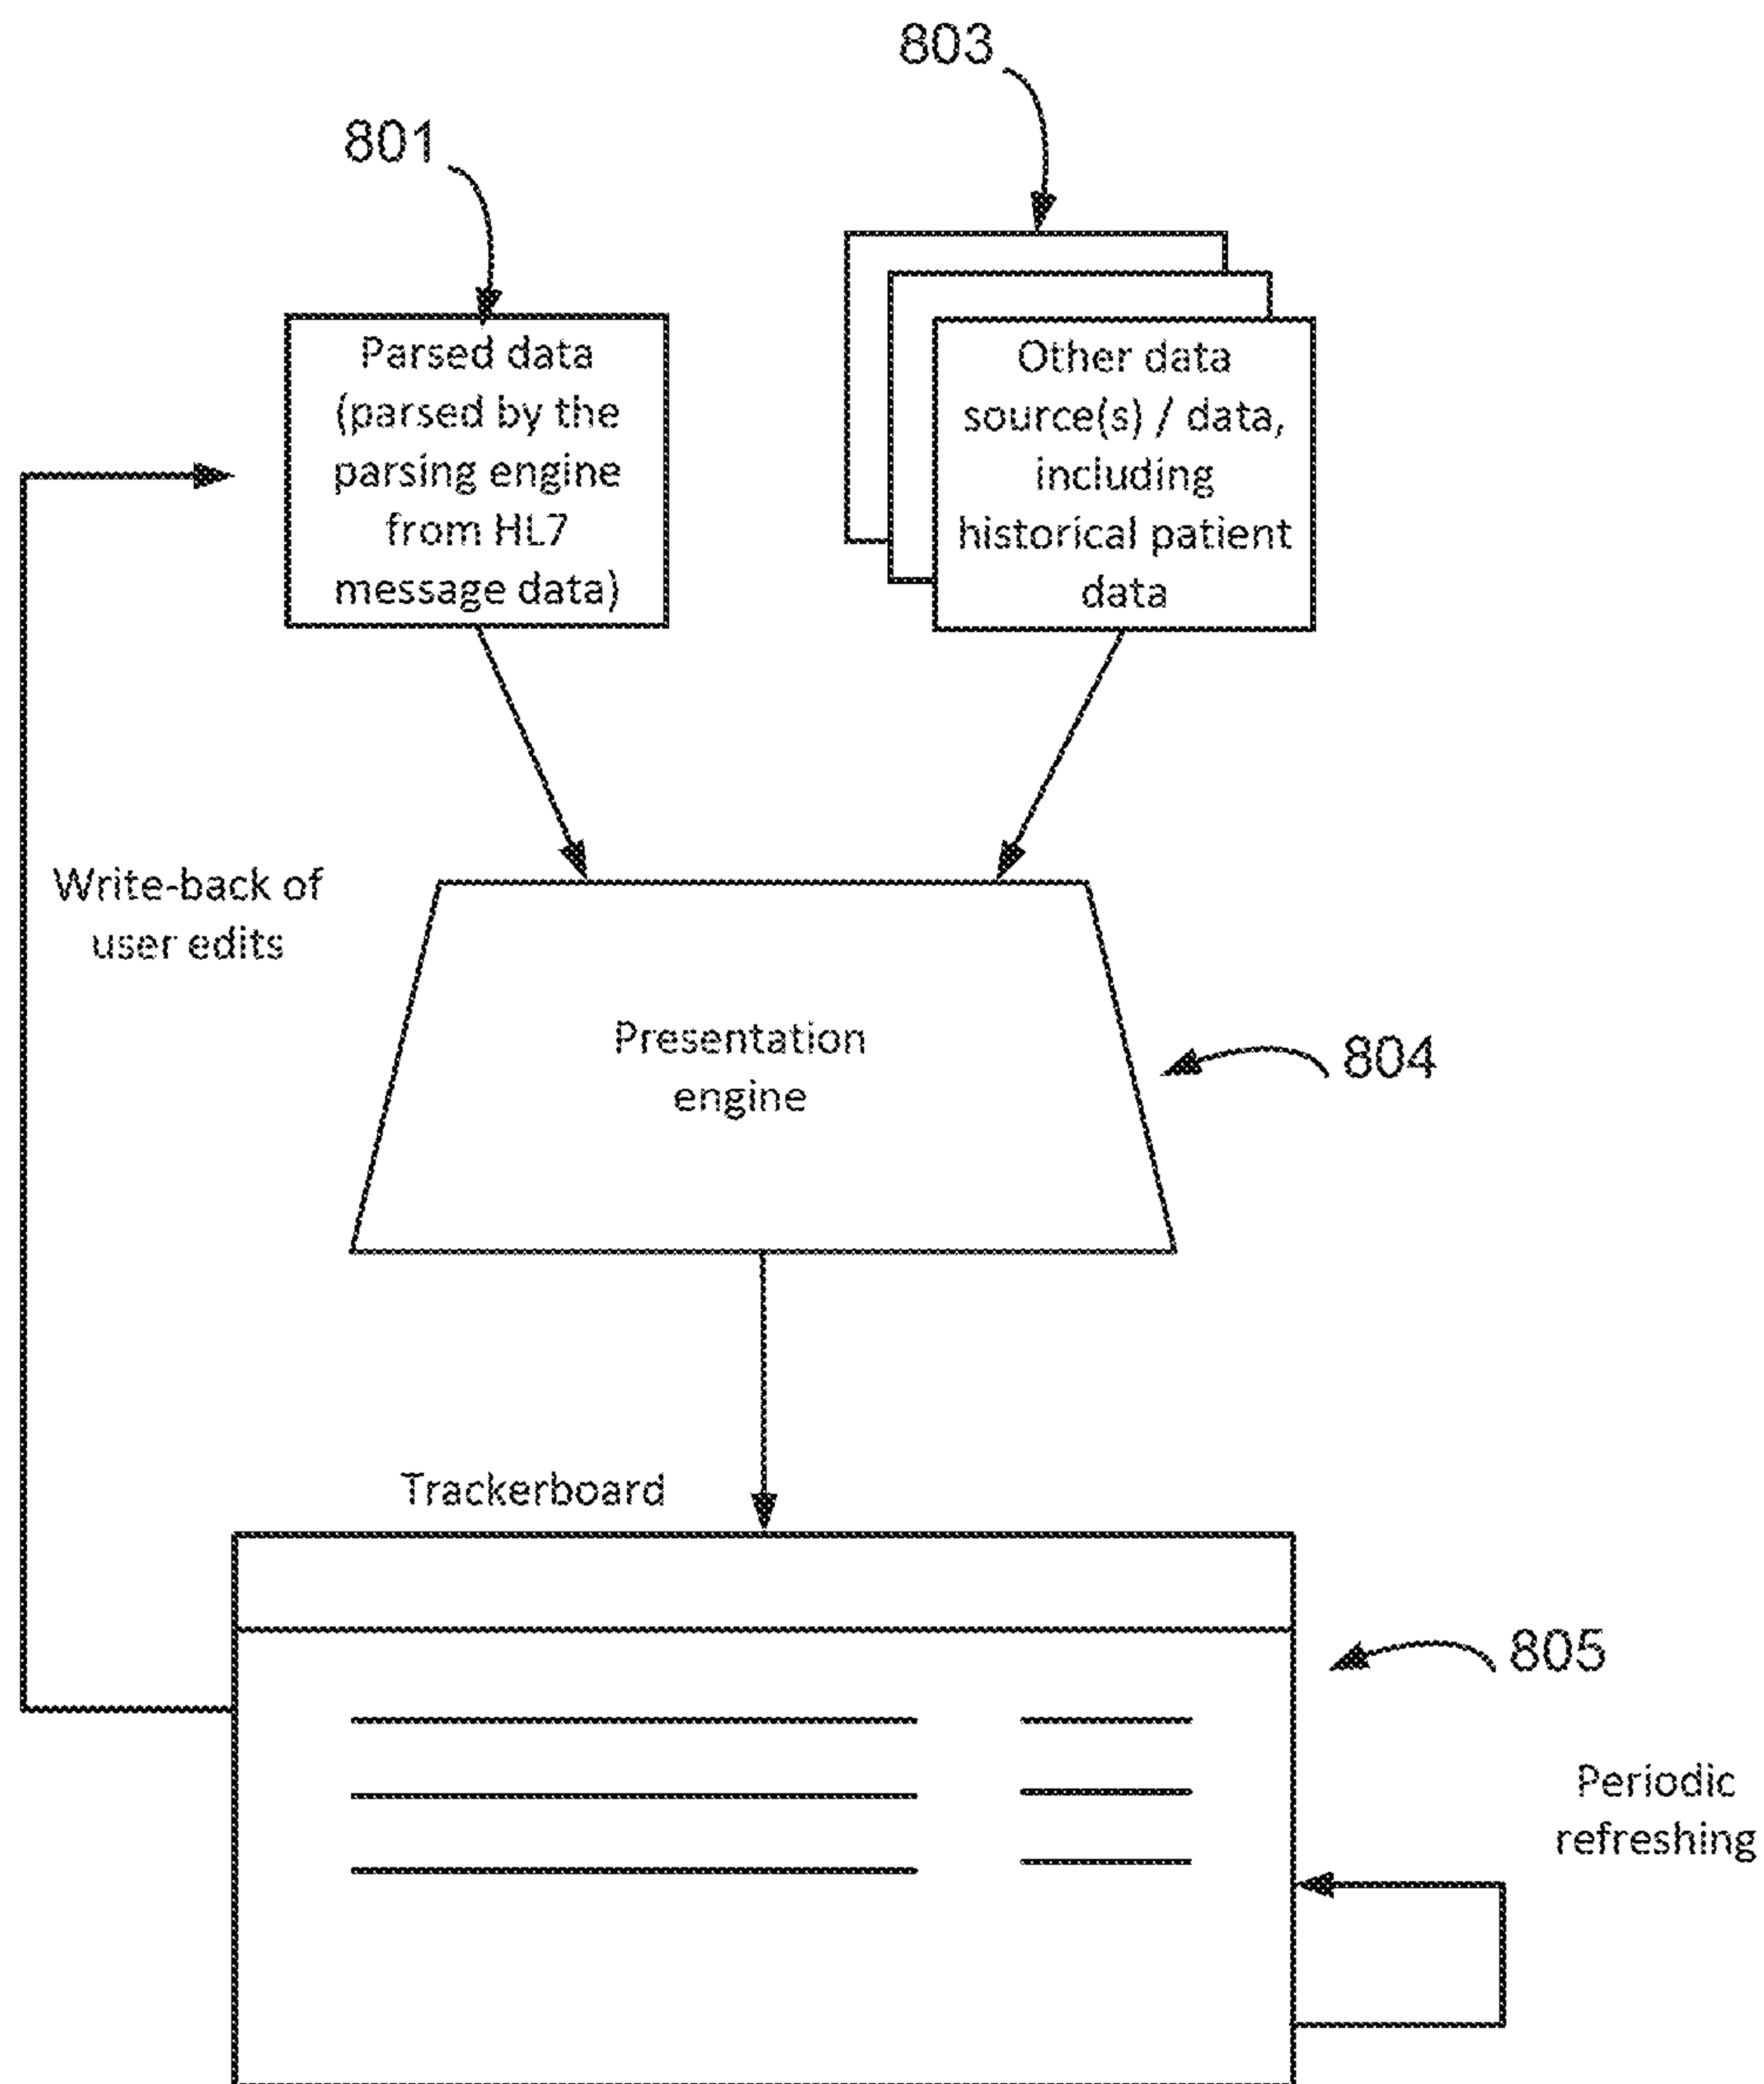 803
801
Parsed data
(parsed by the
parsing engine
from HL7
message data)
Other data
source(s) / data,
including
historical patient
data
Write-back of
user edits
Presentation
engine
804
Trackerboard
805
Periodic
refreshing